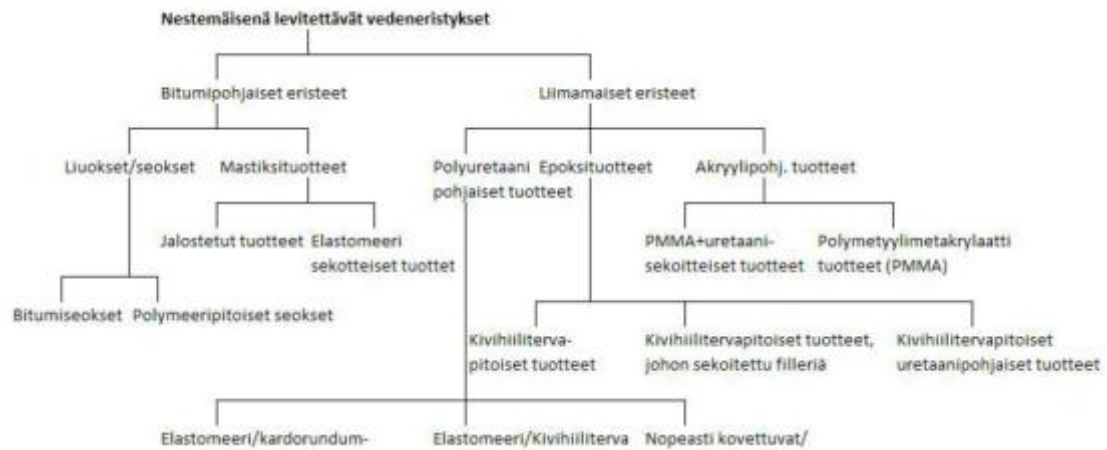 Nestemäisenä levitettävät vedeneristykset
Bitumipohjaiset eristeet
Liimamaiset eristeet
Liuokset/seokset
Mastiksituotteet
Polyuretaani
pohjaiset tuotteet
Epoksituotteet
Akryylipohj. tuotteet
Jalostetut tuotteet
Elastomeeri
sekotteiset tuottet
PMMA+uretaani-
sekoitteiset tuotteet
Polymetyylimetakrylaatti
tuotteet (PMMA)
Bitumiseokset
Polymeeripitoiset seokset
Kivihiiliterva-
pitoiset tuotteet
Kivihiilitervapitoiset tuotteet,
johon sekoitettu filleriä
Kivihiilitervapitoiset
uretaanipohjaiset tuotteet
Elastomeeri/kardorundum-
Elastomeeri/Kivihiiliterva
Nopeasti kovettuvat/